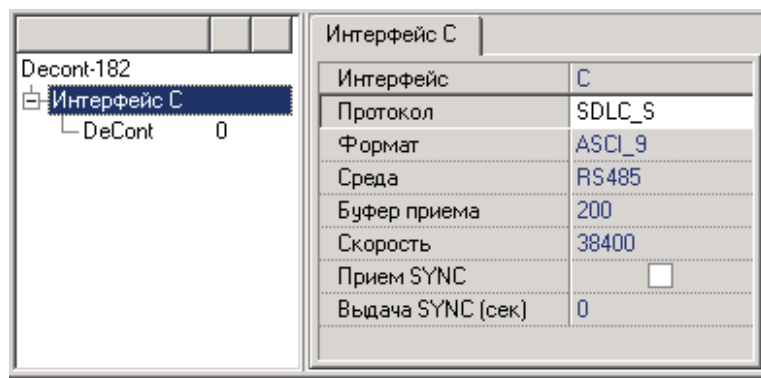 Decont-182
Интерфейс С
DeCont 0
Интерфейс С
Интерфейс С
Протокол SDLC_S
Формат ASCI_9
Среда RS485
Буфер приема 200
Скорость 38400
Прием SYNC
Выдача SYNC (сек) 0